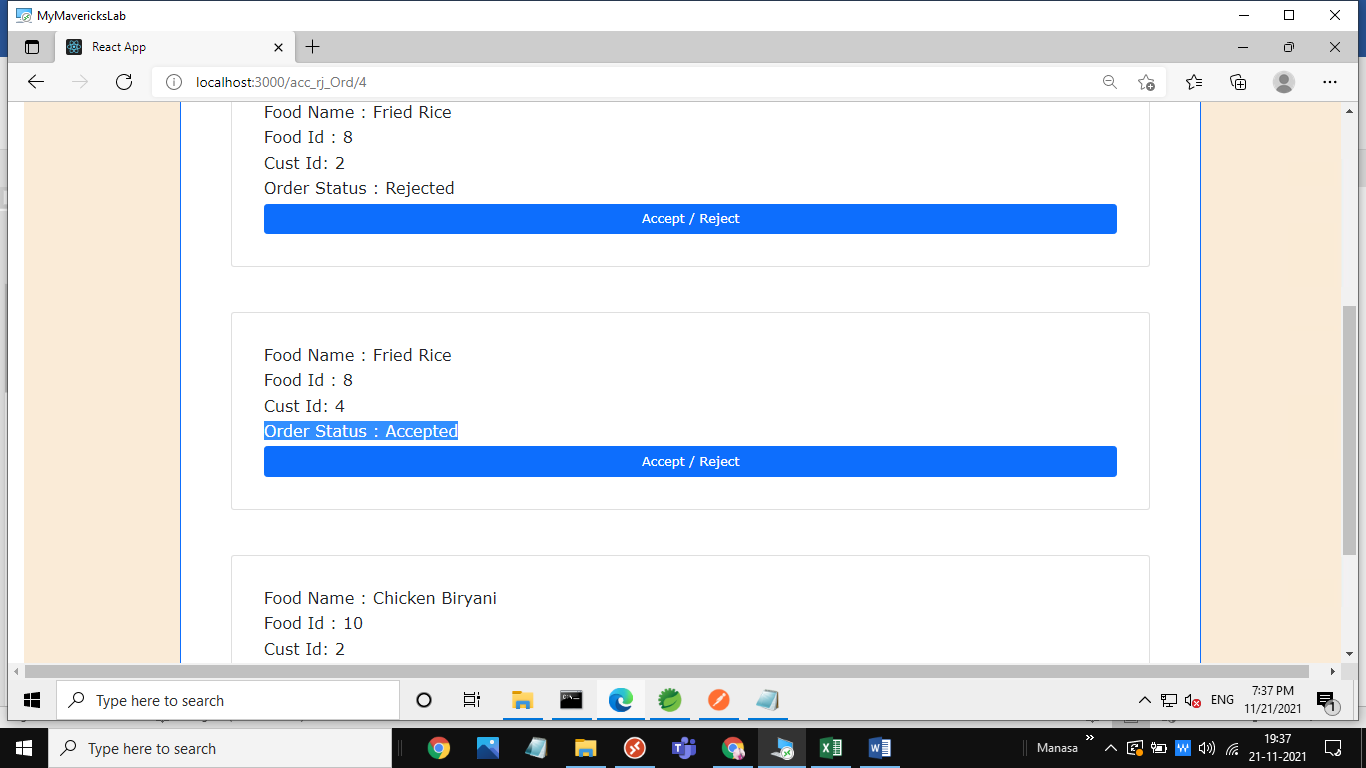 MyMavericksLab
React App
localhost:3000/acc_rj_Ord/4
Food Name : Fried Rice
Food Id : 8
Cust Id: 2
Order Status : Rejected
Accept / Reject
Food Name : Fried Rice
Food Id : 8
Cust Id: 4
Order Status : Accepted
Accept / Reject
Food Name : Chicken Biryani
Food Id : 10
Cust Id: 2
Type here to search
ENG
7:37 PM
11/21/2021
1
Type here to search
Manasa
19:37
21-11-2021